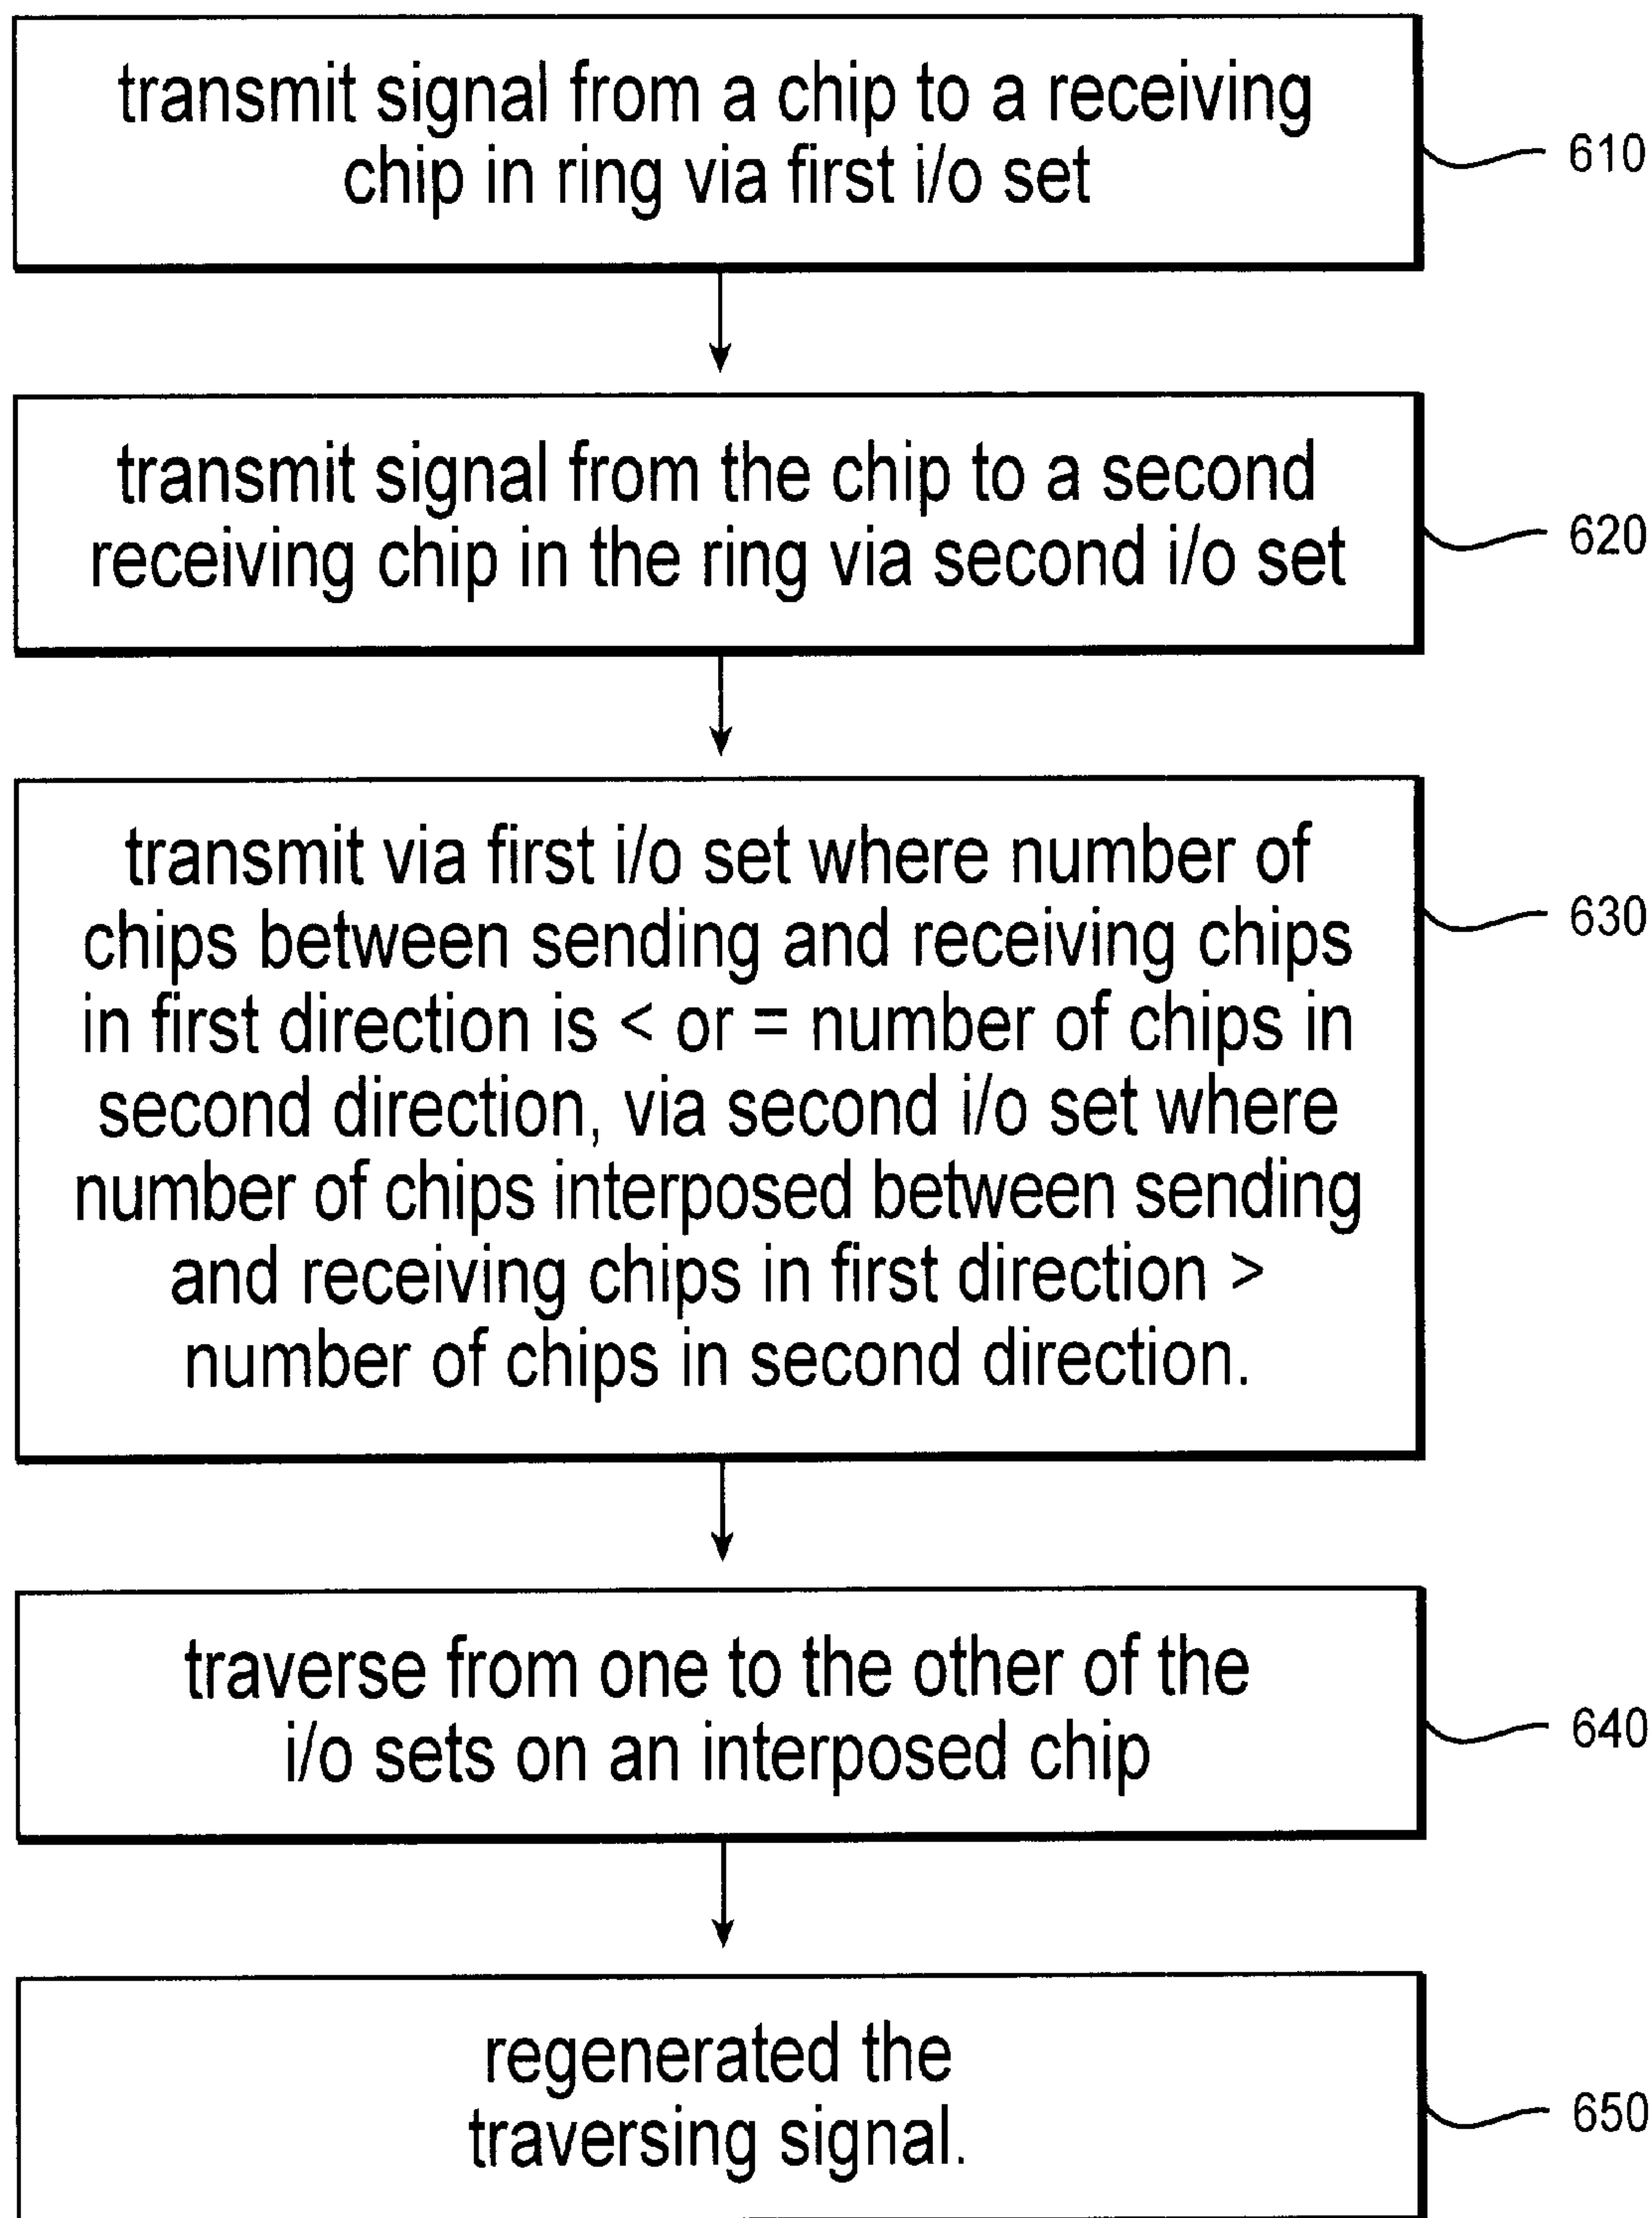 transmit signal from a chip to a receiving
chip in ring via first i/o set
610
transmit signal from the chip to a second
receiving chip in the ring via second i/o set
620
transmit via first i/o set where number of
chips between sending and receiving chips
in first direction is < or = number of chips in
second direction, via second i/o set where
number of chips interposed between sending
and receiving chips in first direction >
number of chips in second direction.
630
traverse from one to the other of the
i/o sets on an interposed chip
640
regenerated the
traversing signal.
650